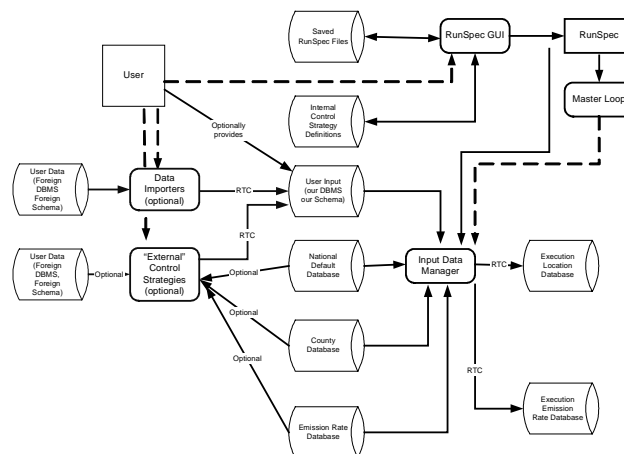 Saved
RunSpec Files
RunSpec GUI
RunSpec
User
Master Loop
Internal
Control
Strategy
Definitions
Optionally
provides
User Data
(Foreign
DBMS
Foreign
Schema)
Data
Importers
(optional)
RTC
User Input
(our DBMS
our Schema)
RTC
User Data
(Foreign
DBMS,
Foreign
Schema)
Optional
"External"
Control
Strategies
(optional)
Optional
National
Default
Database
Input Data
Manager
RTC
Execution
Location
Database
Optional
County
Database
Optional
RTC
Emission Rate
Database
Execution
Emission
Rate Database